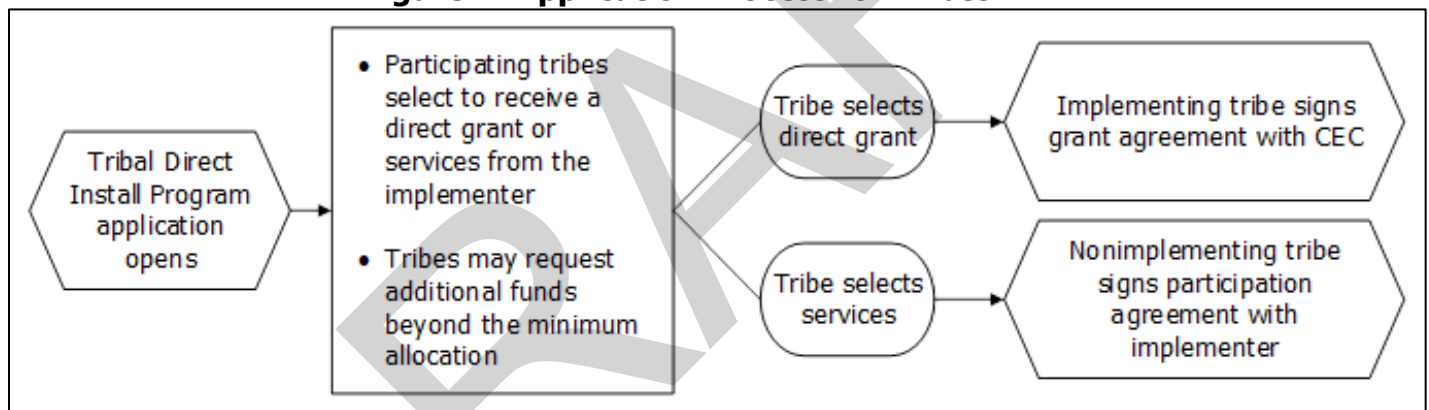 Tribal Direct
Install Program
application
opens
• Participating tribes
select to receive a
direct grant or
services from the
implementer
• Tribes may request
additional funds
beyond the minimum
allocation
Tribe selects
direct grant
Implementing tribe signs
grant agreement with CEC
Tribe selects
services
Nonimplementing tribe
signs participation
agreement with
implementer